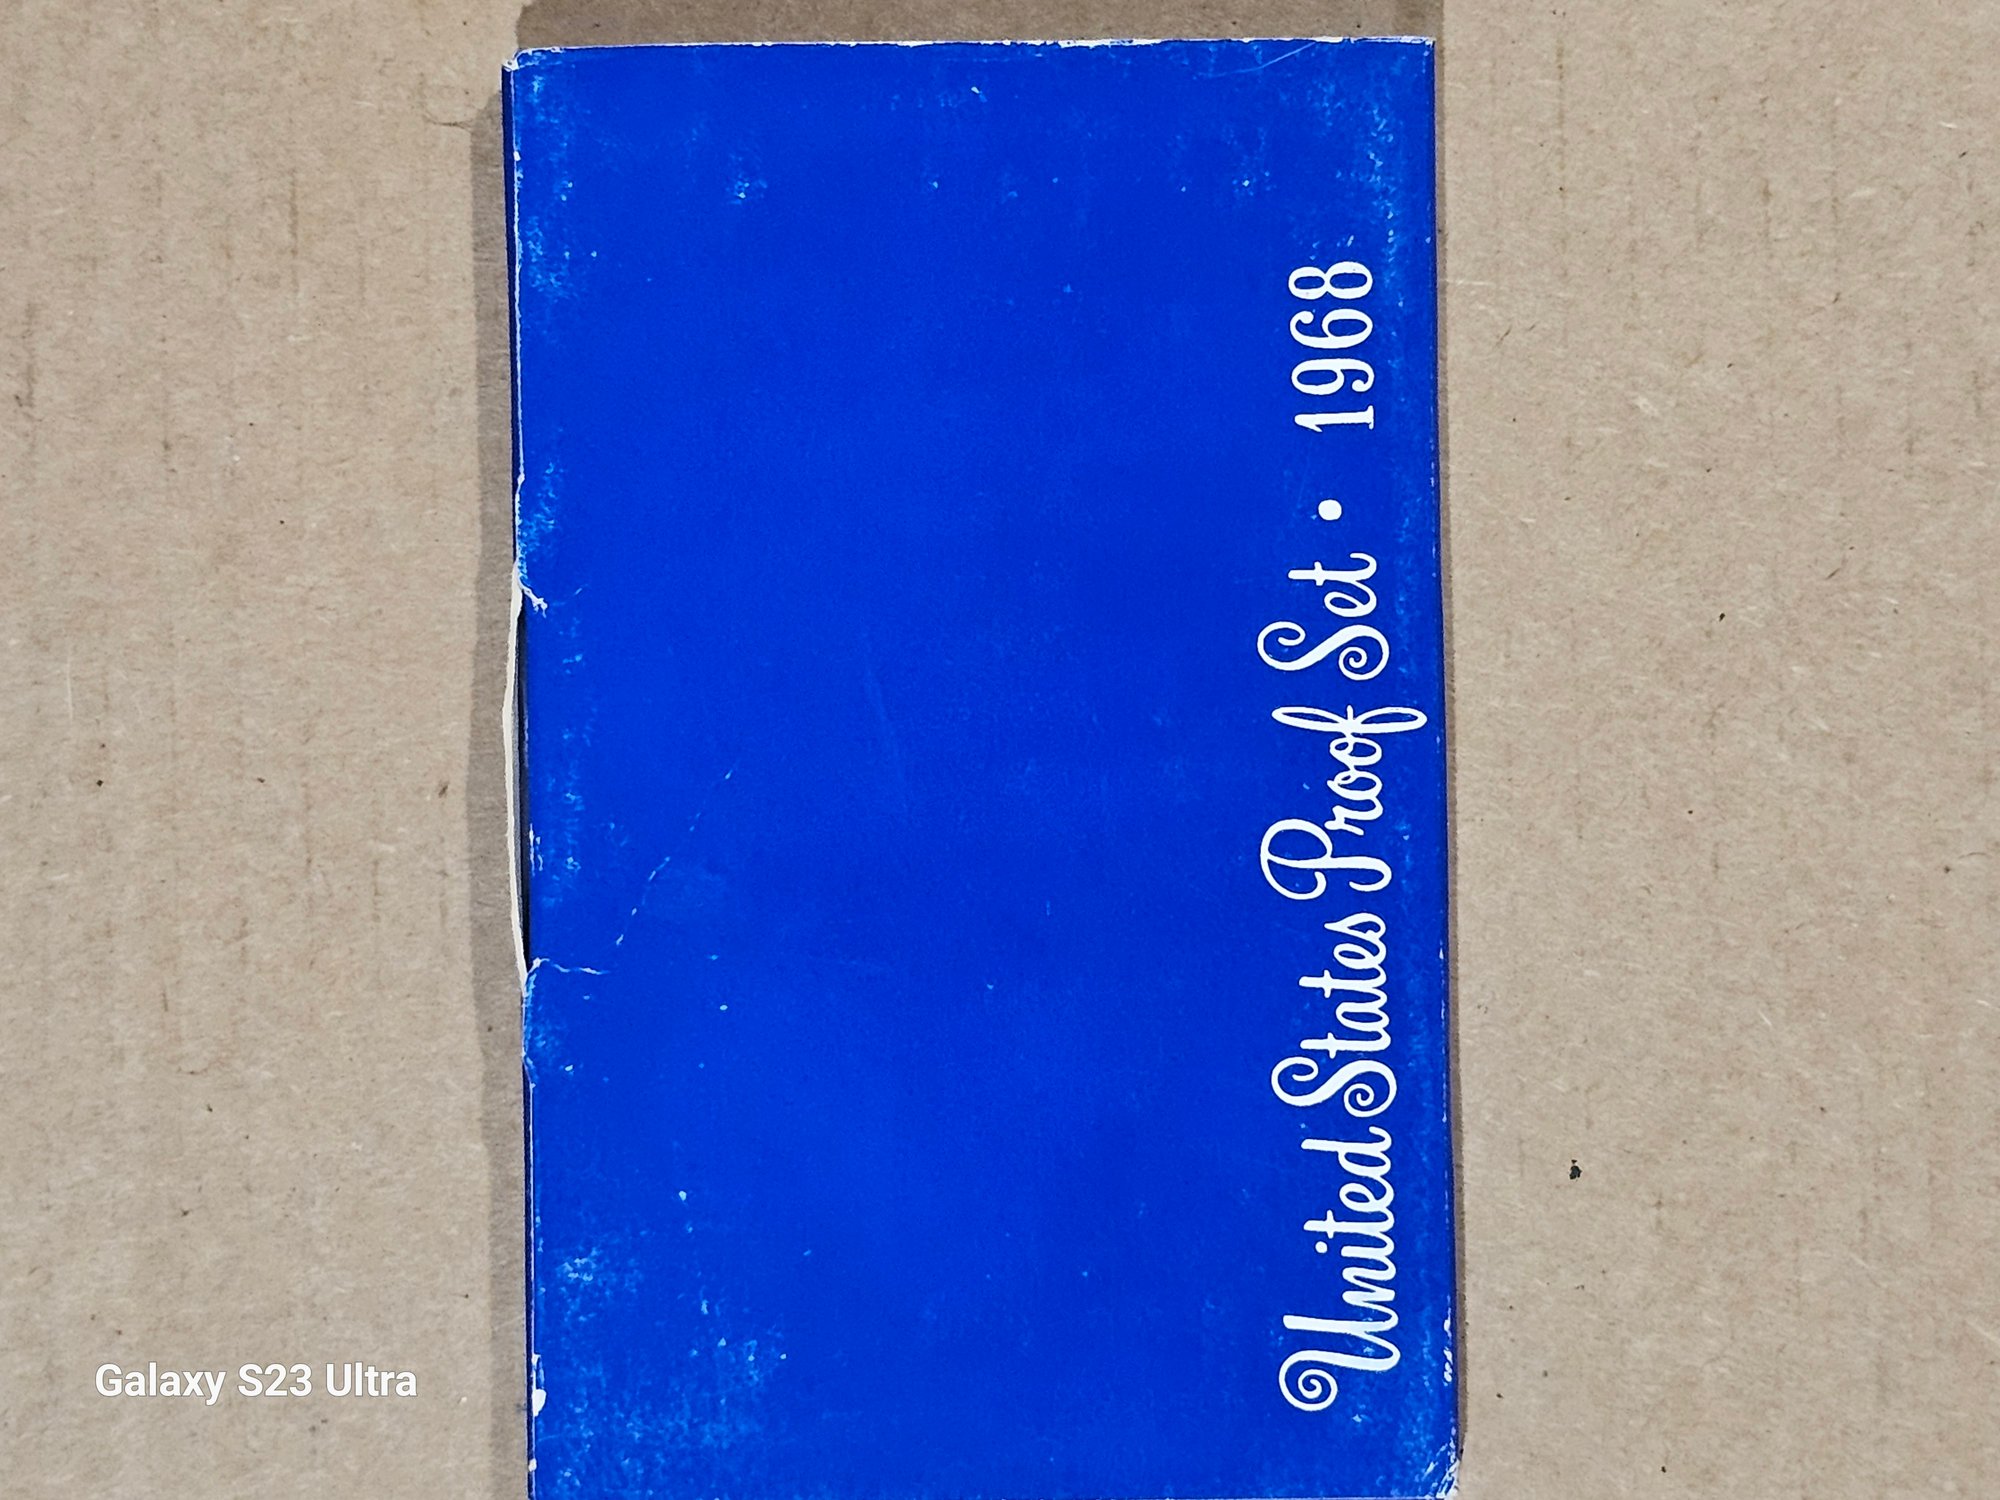 United States Proof Set • 1968
Galaxy S23 Ultra